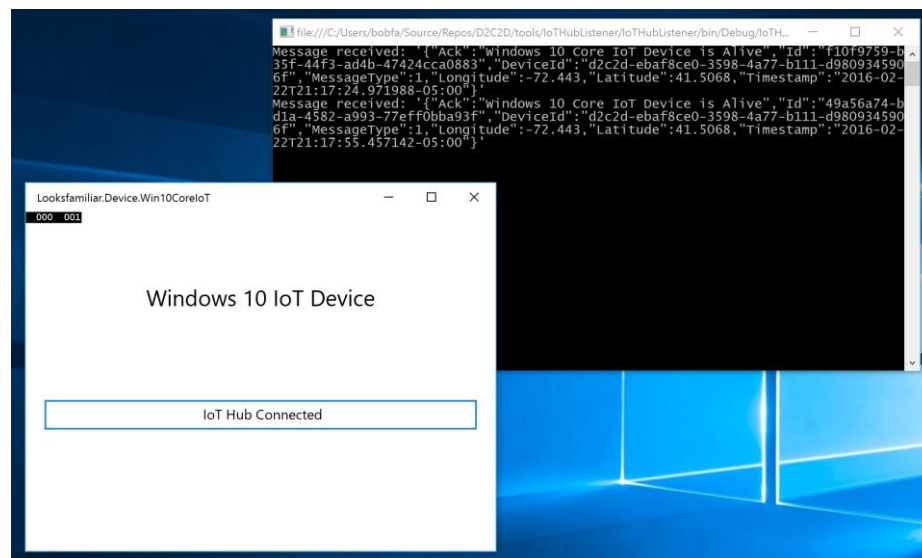 file:///C:/Users/bobfa/Source/Repos/D2C2D/tools/IoTHubListener/IoTHubListener/bin/Debug/IoTH...
Message received: '{"Ack":"Windows 10 Core IoT Device is Alive","Id":"f10f9759-b
35f-44f3-ad4b-47424cca0883","DeviceId":"d2c2d-ebaf8ce0-3598-4a77-b111-d980934590
6f","MessageType":1,"Longitude":-72.443,"Latitude":41.5068,"Timestamp":"2016-02-
22T21:17:24.971988-05:00"}'
Message received: '{"Ack":"Windows 10 Core IoT Device is Alive","Id":"49a56a74-b
d1a-4582-a993-77eff0bba93f","DeviceId":"d2c2d-ebaf8ce0-3598-4a77-b111-d980934590
6f","MessageType":1,"Longitude":-72.443,"Latitude":41.5068,"Timestamp":"2016-02-
22T21:17:55.457142-05:00"}'
Looksfamiliar.Device.Win10CoreIoT
000 001
Windows 10 IoT Device
IoT Hub Connected